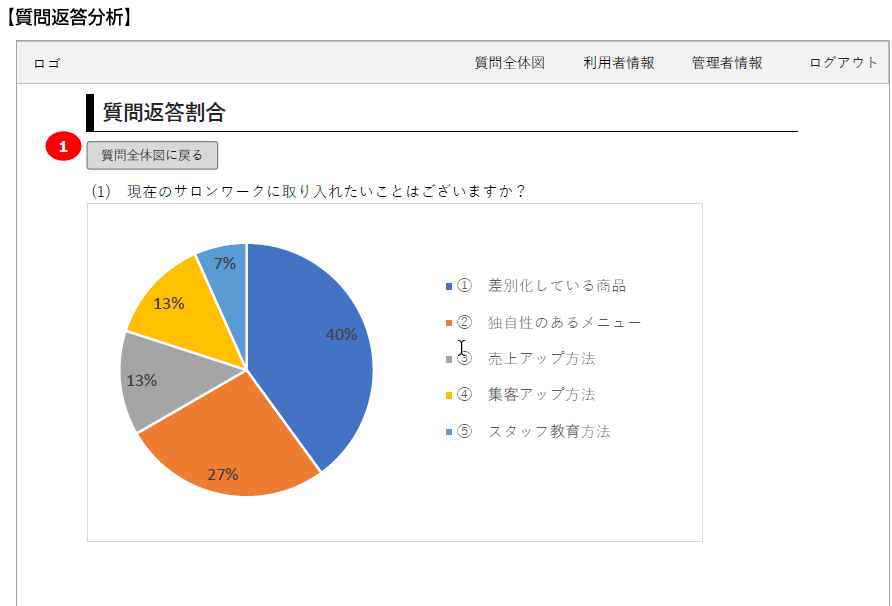 【質問返答分析】
ロゴ 質問全体図 利用者情報 管理者情報 ログアウト
質問返答割合
1 質問全体図に戻る
(1) 現在のサロンワークに取り入れたいことはございますか？
7%
13%
40%
13%
27%
① 差別化している商品
② 独自性のあるメニュー
③ 売上アップ方法
④ 集客アップ方法
⑤ スタッフ教育方法